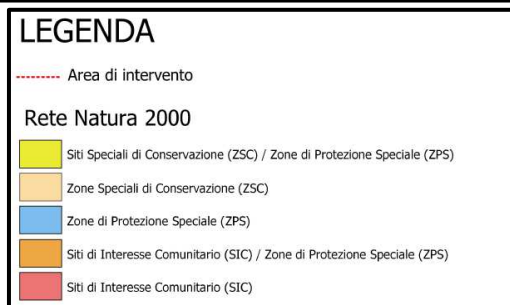 LEGENDA
Area di intervento
Rete Natura 2000
Siti Speciali di Conservazione (ZSC) / Zone di Protezione Speciale (ZPS)
Zone Speciali di Conservazione (ZSC)
Zone di Protezione Speciale (ZPS)
Siti di Interesse Comunitario (SIC) / Zone di Protezione Speciale (ZPS)
Siti di Interesse Comunitario (SIC)